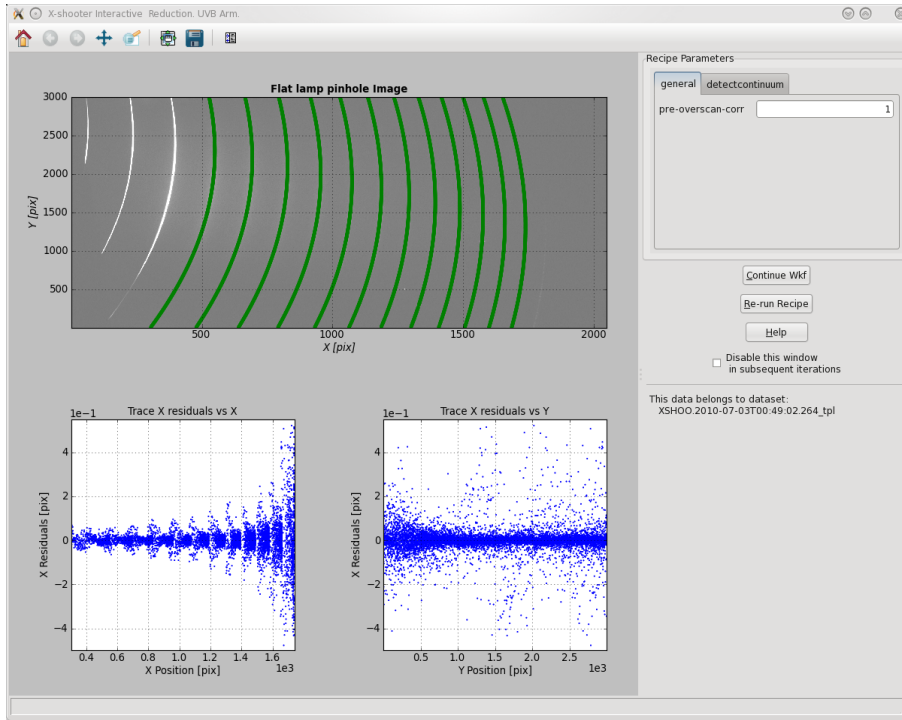 X-shooter Interactive Reduction. UVB Arm.
Flat lamp pinhole Image
3000
2500
2000
1500
1000
500
Y [pix]
500 1000 1500 2000
X [pix]
Trace X residuals vs X
1e−1
4
2
0
−2
−4
X Residuals [pix]
0.4 0.6 0.8 1.0 1.2 1.4 1.6
1e3
X Position [pix]
Trace X residuals vs Y
1e−1
4
2
0
−2
−4
X Residuals [pix]
0.5 1.0 1.5 2.0 2.5
1e3
Y Position [pix]
Recipe Parameters
general detectcontinuum
pre-overscan-corr 1
Continue Wkf
Re-run Recipe
Help
Disable this window
in subsequent iterations
This data belongs to dataset:
XSHOO.2010-07-03T00:49:02.264_tpl